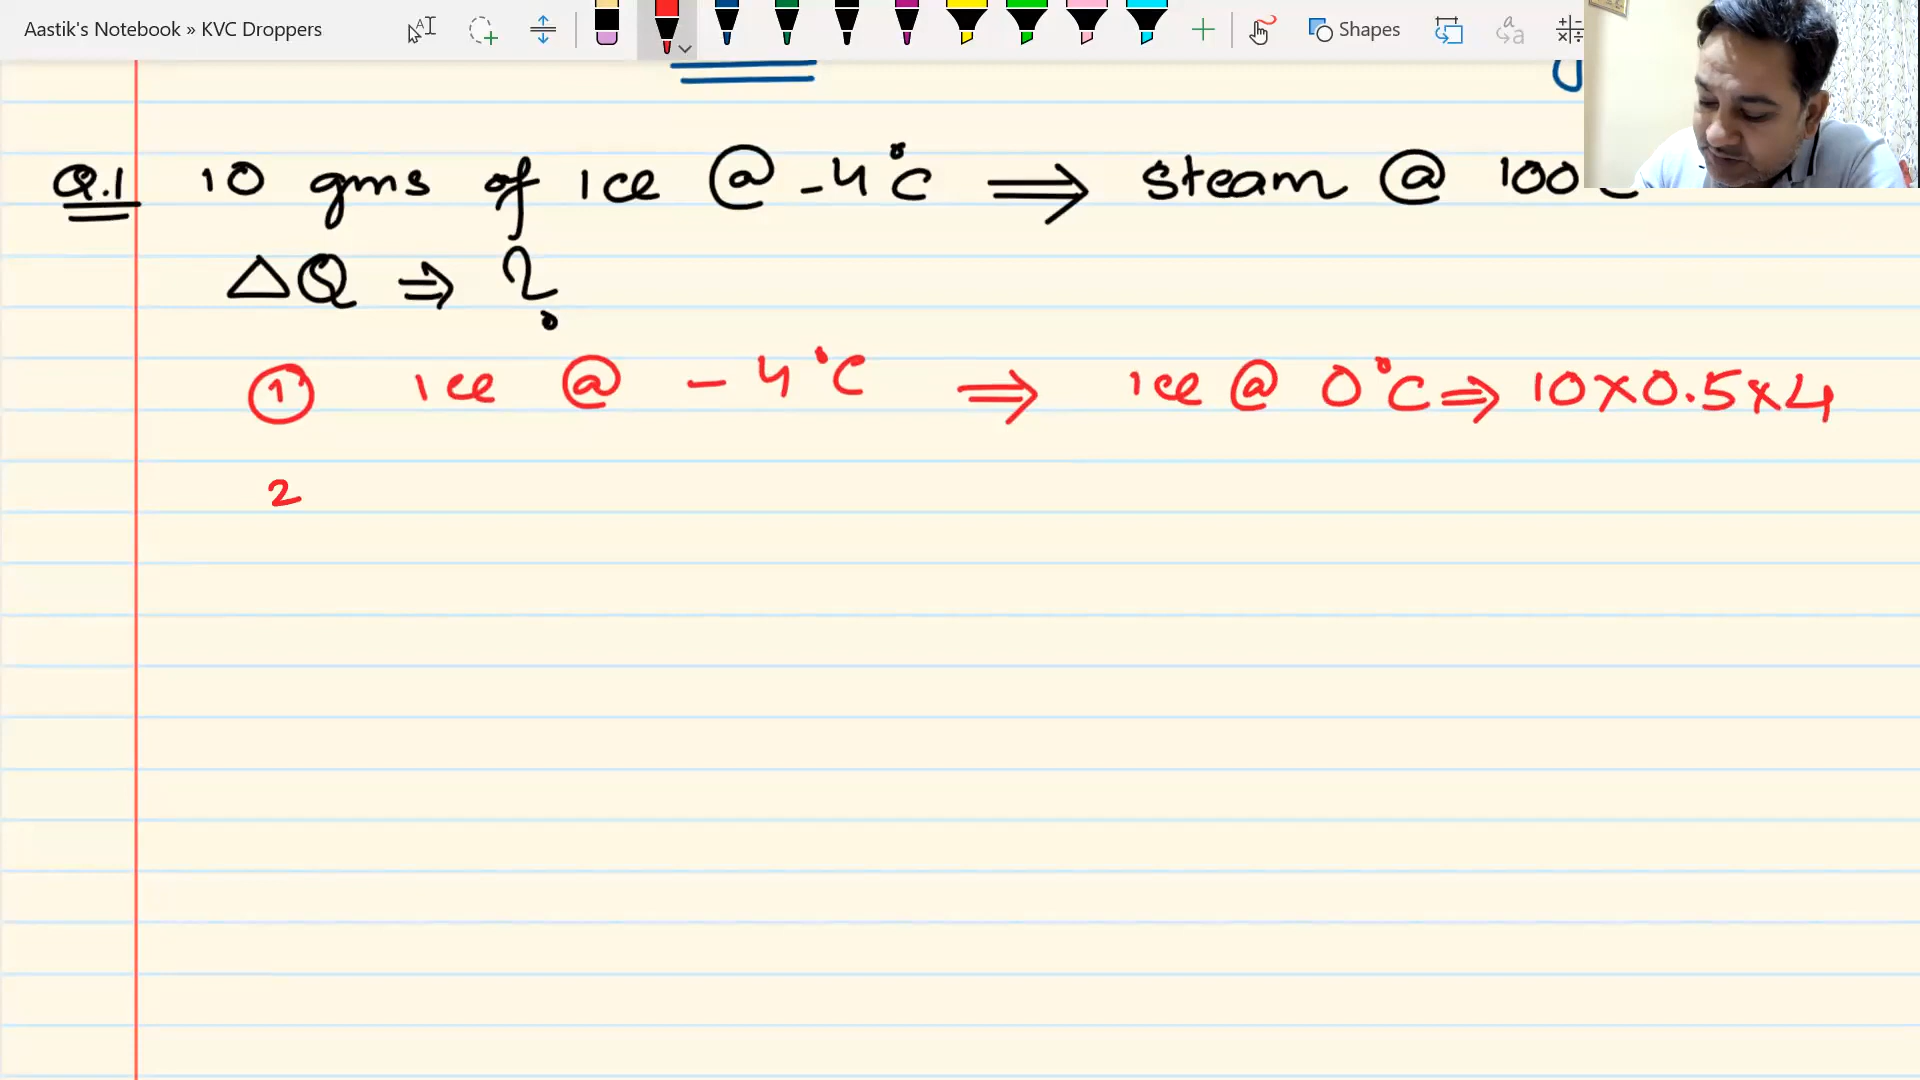 Aastik's Notebook » KVC Droppers
Shapes
Q.1 10 gms of ice @ -4°C ⇒ steam @ 100°C
△Q ⇒ ?
① ice @ -4°C ⇒ ice @ 0°C ⇒ 10×0.5×4
2